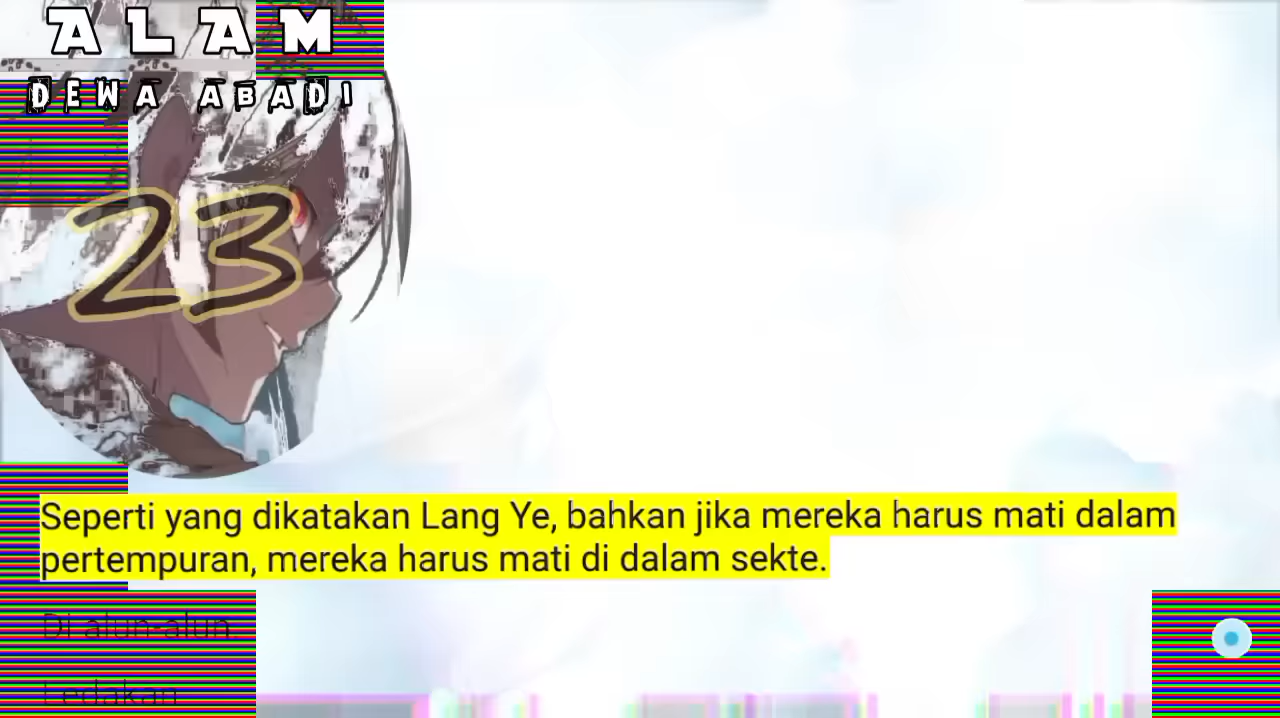 ALAM
DEWA ABADI
23
Seperti yang dikatakan Lang Ye, bahkan jika mereka harus mati dalam
pertempuran, mereka harus mati di dalam sekte.
Di alun-alun
Ledakan